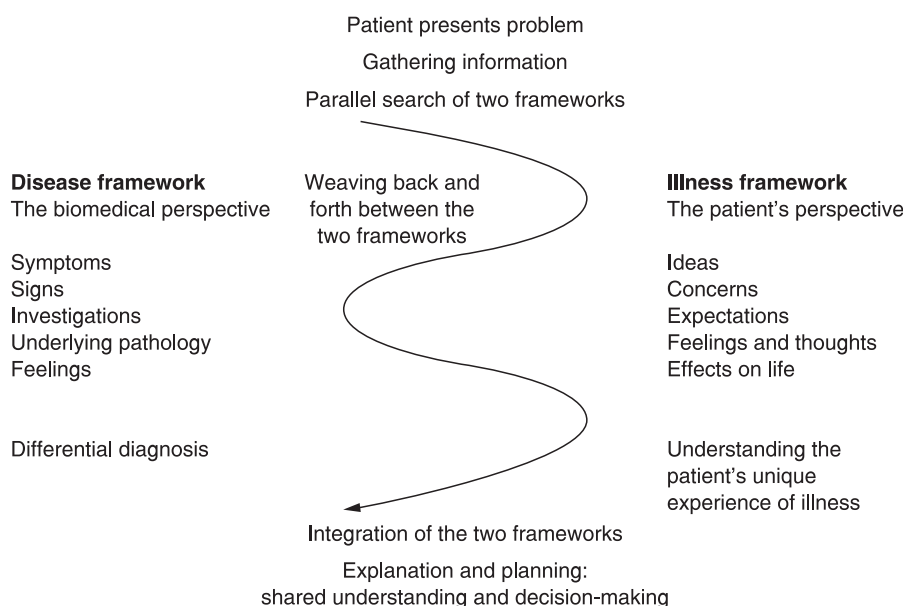 Patient presents problem
Gathering information
Parallel search of two frameworks
Disease framework
The biomedical perspective
Symptoms
Signs
Investigations
Underlying pathology
Feelings
Differential diagnosis
Weaving back and
forth between the
two frameworks
Illness framework
The patient's perspective
Ideas
Concerns
Expectations
Feelings and thoughts
Effects on life
Understanding the
patient's unique
experience of illness
Integration of the two frameworks
Explanation and planning:
shared understanding and decision-making